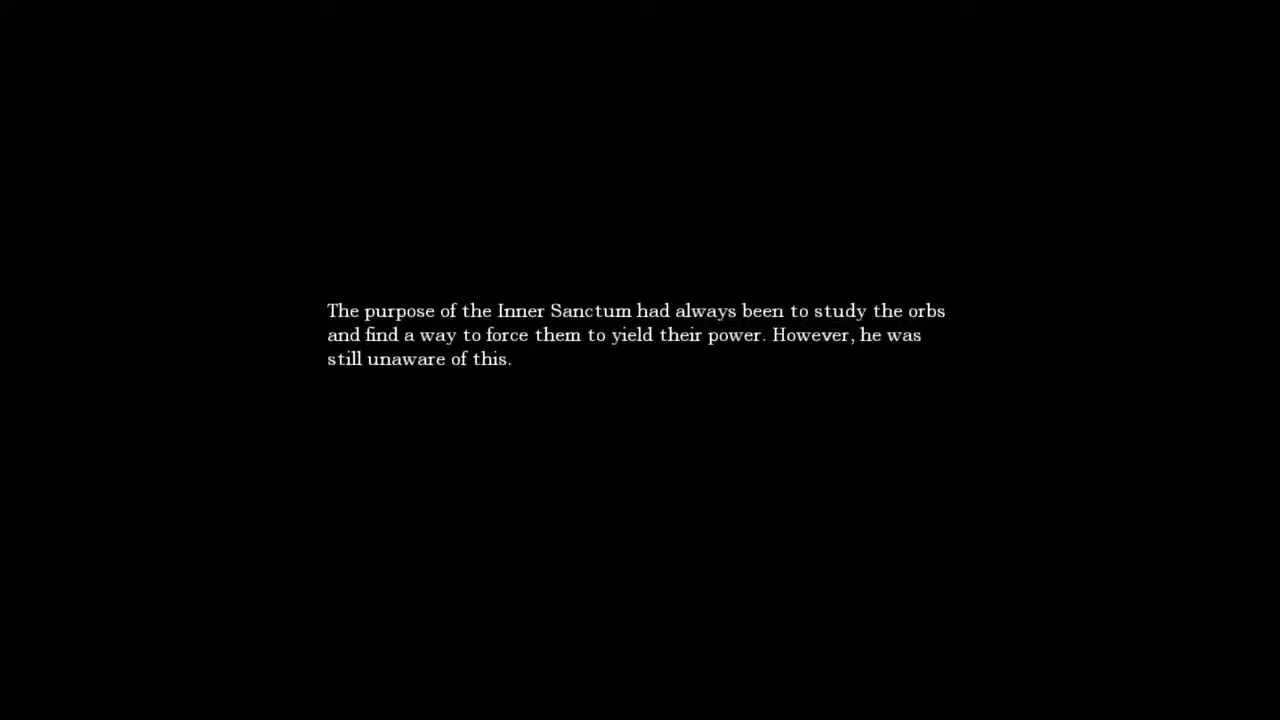 The purpose of the Inner Sanctum had always been to study the orbs
and find a way to force them to yield their power. However, he was
still unaware of this.